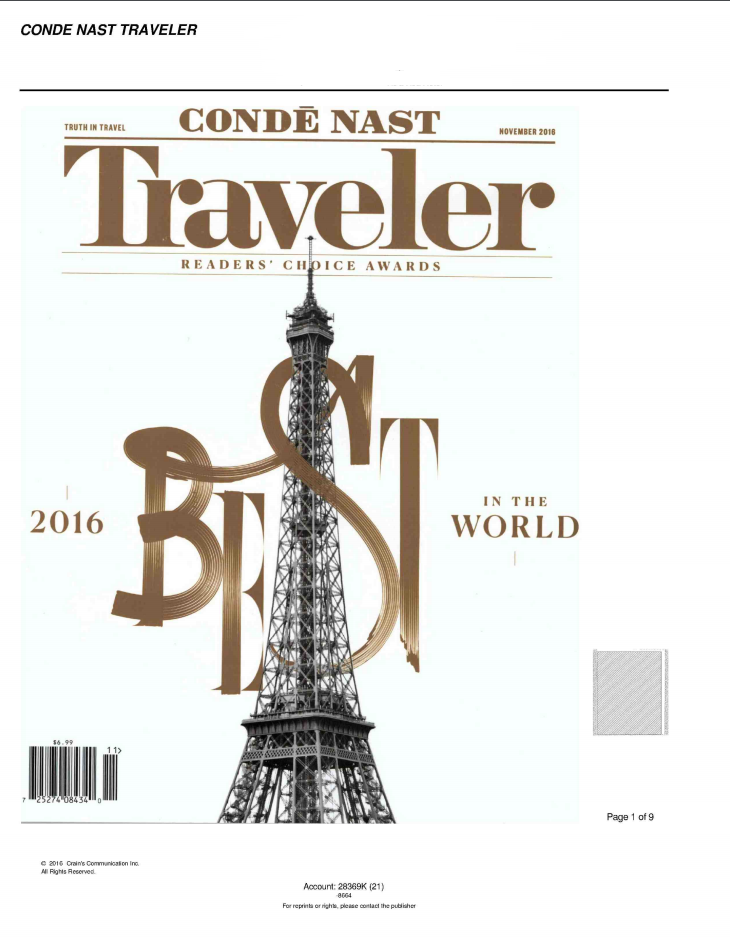 CONDE NAST TRAVELER
TRUTH IN TRAVEL
CONDĒ NAST
NOVEMBER 2016
Traveler
READERS' CHOICE AWARDS
BEST
2016
IN THE
WORLD
$6.99
11>
7 25274 08434 0
Page 1 of 9
© 2016 Crain's Communication Inc.
All Rights Reserved.
Account: 28369K (21)
-8664
For reprints or rights, please contact the publisher